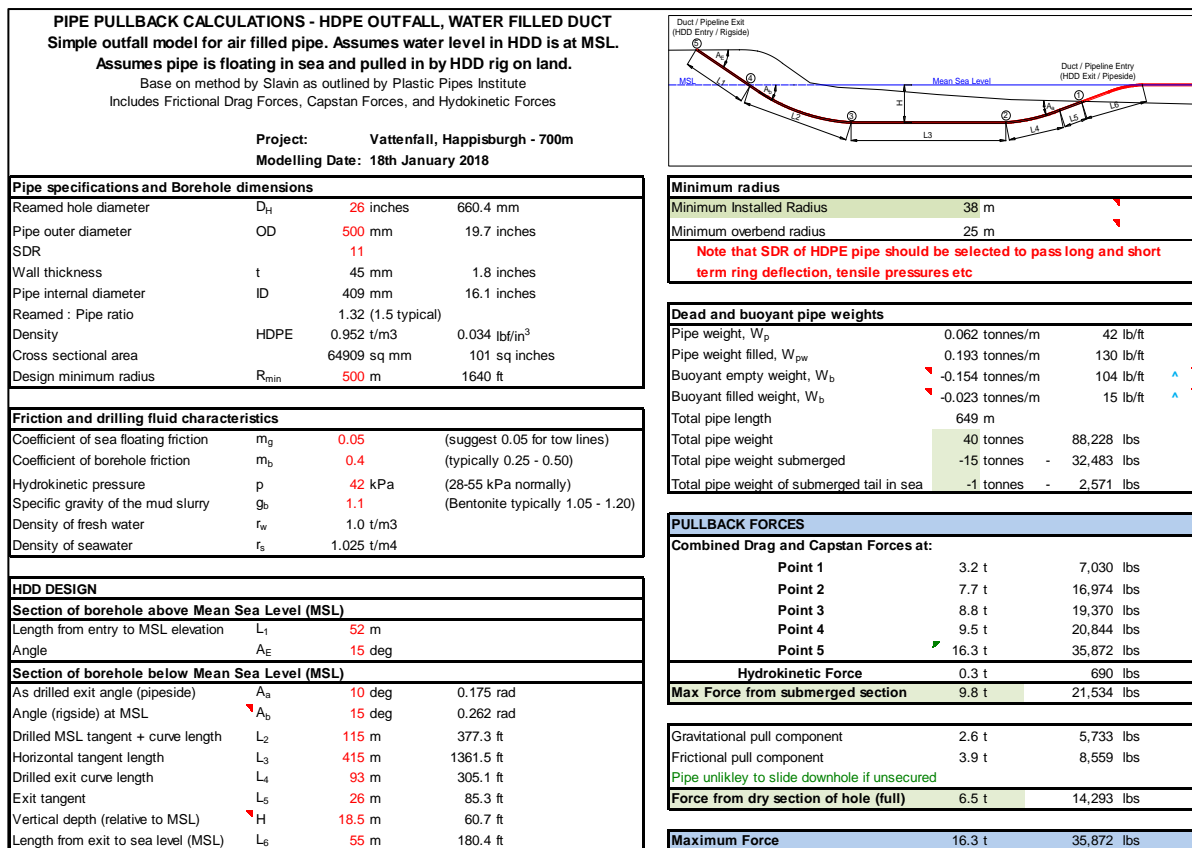 PIPE PULLBACK CALCULATIONS - HDPE OUTFALL, WATER FILLED DUCT
Simple outfall model for air filled pipe. Assumes water level in HDD is at MSL.
Assumes pipe is floating in sea and pulled in by HDD rig on land.
Base on method by Slavin as outlined by Plastic Pipes Institute
Includes Frictional Drag Forces, Capstan Forces, and Hydokinetic Forces
Project: Vattenfall, Happisburgh - 700m
Modelling Date: 18th January 2018
Duct / Pipeline Exit
(HDD Entry / Rigside)
5
A_E
L1
MSL
4
A_b
L2
3
H
Mean Sea Level
L3
2
L4
A_a
L5
1
L6
Duct / Pipeline Entry
(HDD Exit / Pipeside)
Pipe specifications and Borehole dimensions
Reamed hole diameter D_H 26 inches 660.4 mm
Pipe outer diameter OD 500 mm 19.7 inches
SDR 11
Wall thickness t 45 mm 1.8 inches
Pipe internal diameter ID 409 mm 16.1 inches
Reamed : Pipe ratio 1.32 (1.5 typical)
Density HDPE 0.952 t/m3 0.034 lbf/in³
Cross sectional area 64909 sq mm 101 sq inches
Design minimum radius R_min 500 m 1640 ft
Friction and drilling fluid characteristics
Coefficient of sea floating friction m_g 0.05 (suggest 0.05 for tow lines)
Coefficient of borehole friction m_b 0.4 (typically 0.25 - 0.50)
Hydrokinetic pressure p 42 kPa (28-55 kPa normally)
Specific gravity of the mud slurry g_b 1.1 (Bentonite typically 1.05 - 1.20)
Density of fresh water r_w 1.0 t/m3
Density of seawater r_s 1.025 t/m4
HDD DESIGN
Section of borehole above Mean Sea Level (MSL)
Length from entry to MSL elevation L₁ 52 m
Angle A_E 15 deg
Section of borehole below Mean Sea Level (MSL)
As drilled exit angle (pipeside) A_a 10 deg 0.175 rad
Angle (rigside) at MSL A_b 15 deg 0.262 rad
Drilled MSL tangent + curve length L₂ 115 m 377.3 ft
Horizontal tangent length L₃ 415 m 1361.5 ft
Drilled exit curve length L₄ 93 m 305.1 ft
Exit tangent L₅ 26 m 85.3 ft
Vertical depth (relative to MSL) H 18.5 m 60.7 ft
Length from exit to sea level (MSL) L₆ 55 m 180.4 ft
Minimum radius
Minimum Installed Radius 38 m
Minimum overbend radius 25 m
Note that SDR of HDPE pipe should be selected to pass long and short
term ring deflection, tensile pressures etc
Dead and buoyant pipe weights
Pipe weight, W_p 0.062 tonnes/m 42 lb/ft
Pipe weight filled, W_pw 0.193 tonnes/m 130 lb/ft
Buoyant empty weight, W_b -0.154 tonnes/m 104 lb/ft ^
Buoyant filled weight, W_b -0.023 tonnes/m 15 lb/ft ^
Total pipe length 649 m
Total pipe weight 40 tonnes 88,228 lbs
Total pipe weight submerged -15 tonnes - 32,483 lbs
Total pipe weight of submerged tail in sea -1 tonnes - 2,571 lbs
PULLBACK FORCES
Combined Drag and Capstan Forces at:
Point 1 3.2 t 7,030 lbs
Point 2 7.7 t 16,974 lbs
Point 3 8.8 t 19,370 lbs
Point 4 9.5 t 20,844 lbs
Point 5 16.3 t 35,872 lbs
Hydrokinetic Force 0.3 t 690 lbs
Max Force from submerged section 9.8 t 21,534 lbs
Gravitational pull component 2.6 t 5,733 lbs
Frictional pull component 3.9 t 8,559 lbs
Pipe unlikley to slide downhole if unsecured
Force from dry section of hole (full) 6.5 t 14,293 lbs
Maximum Force 16.3 t 35,872 lbs